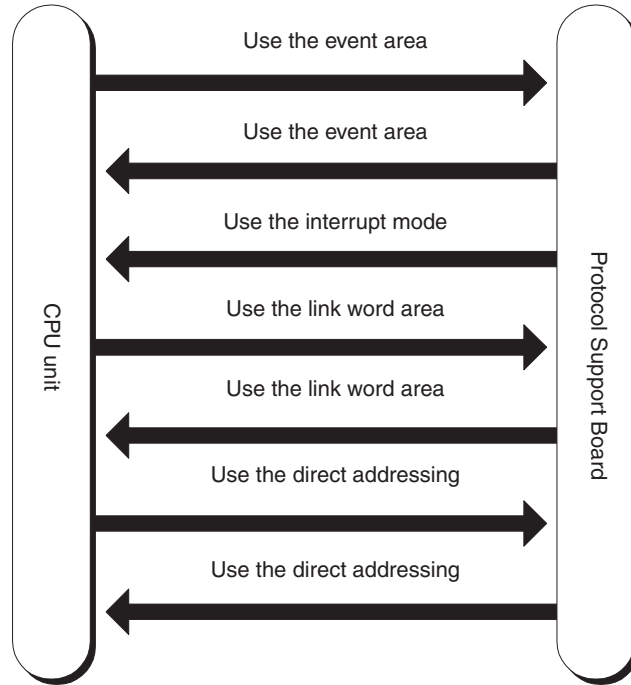 Use the event area
Use the event area
Use the interrupt mode
Use the link word area
Use the link word area
Use the direct addressing
Use the direct addressing
CPU unit
Protocol Support Board